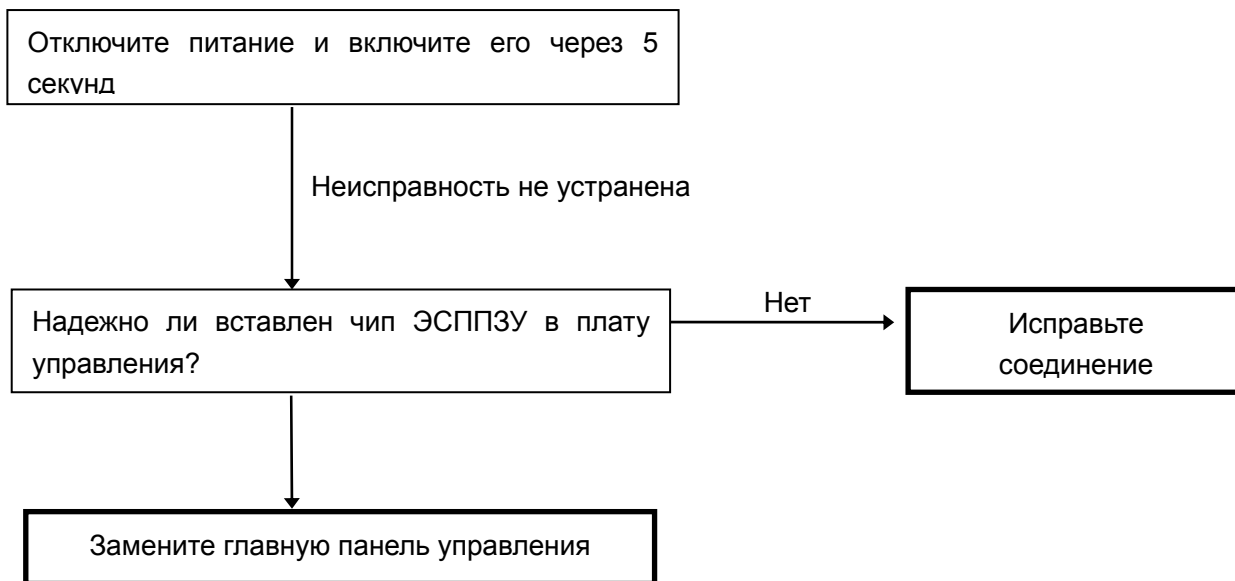 Отключите питание и включите его через 5
секунд
Неисправность не устранена
Надежно ли вставлен чип ЭСППЗУ в плату
управления?
Нет
Исправьте
соединение
Замените главную панель управления